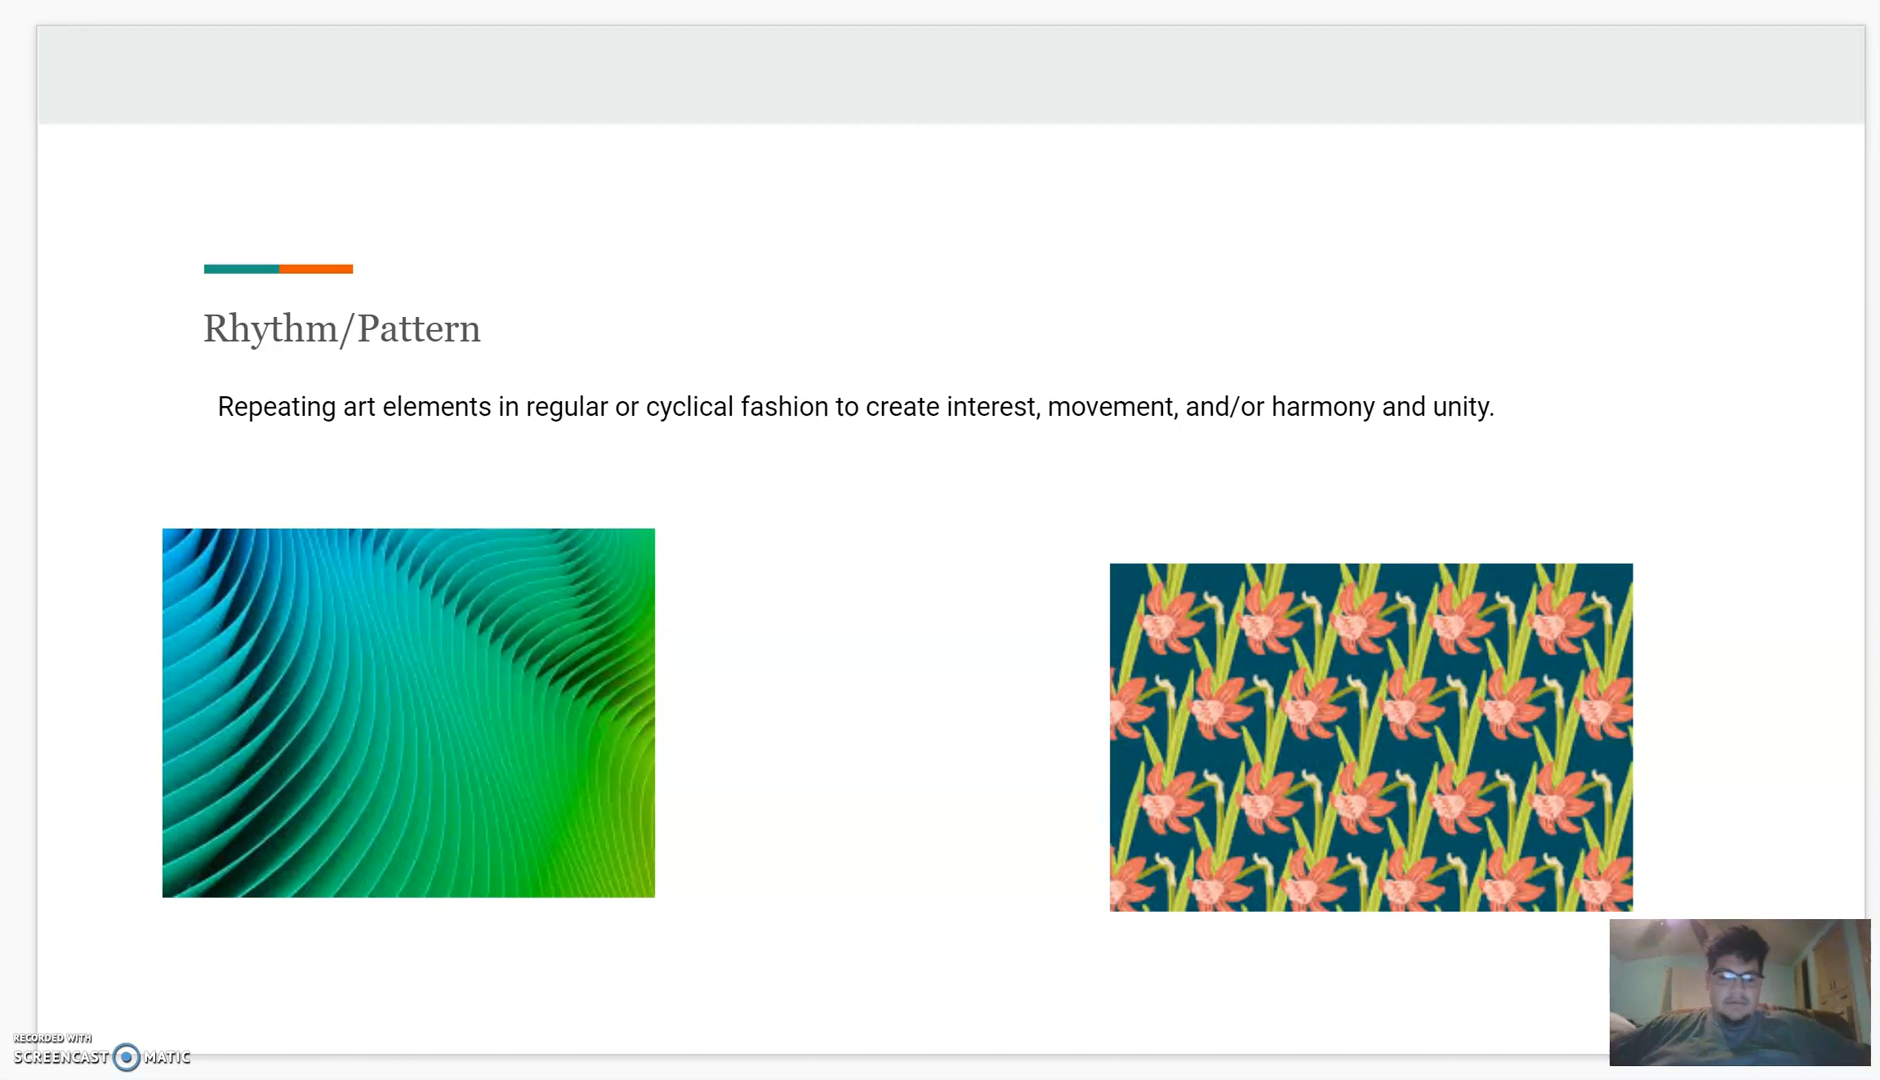 Rhythm/Pattern
Repeating art elements in regular or cyclical fashion to create interest, movement, and/or harmony and unity.
RECORDED WITH
SCREENCAST MATIC